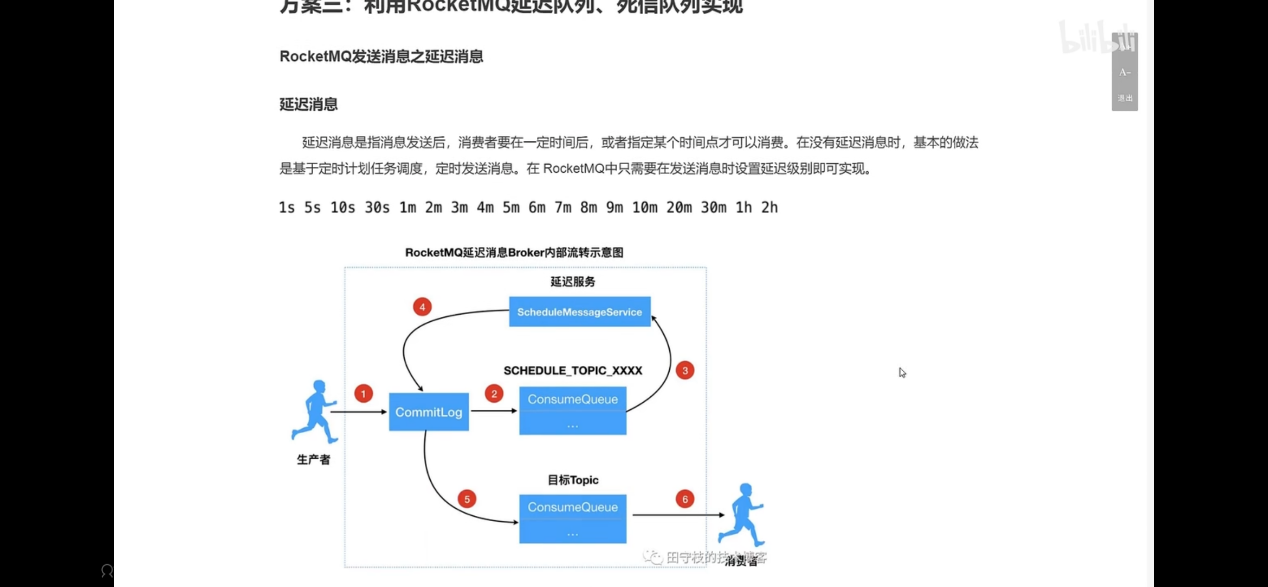 方案三：利用RocketMQ延迟队列、死信队列实现
bilibili
RocketMQ发送消息之延迟消息
A-
退出
延迟消息
延迟消息是指消息发送后，消费者要在一定时间后，或者指定某个时间点才可以消费。在没有延迟消息时，基本的做法
是基于定时计划任务调度，定时发送消息。在 RocketMQ中只需要在发送消息时设置延迟级别即可实现。
1s 5s 10s 30s 1m 2m 3m 4m 5m 6m 7m 8m 9m 10m 20m 30m 1h 2h
RocketMQ延迟消息Broker内部流转示意图
延迟服务
4
ScheduleMessageService
SCHEDULE_TOPIC_XXXX
3
1
2
ConsumeQueue
CommitLog
...
生产者
目标Topic
5
ConsumeQueue
6
...
田守枝的技术博客
消费者